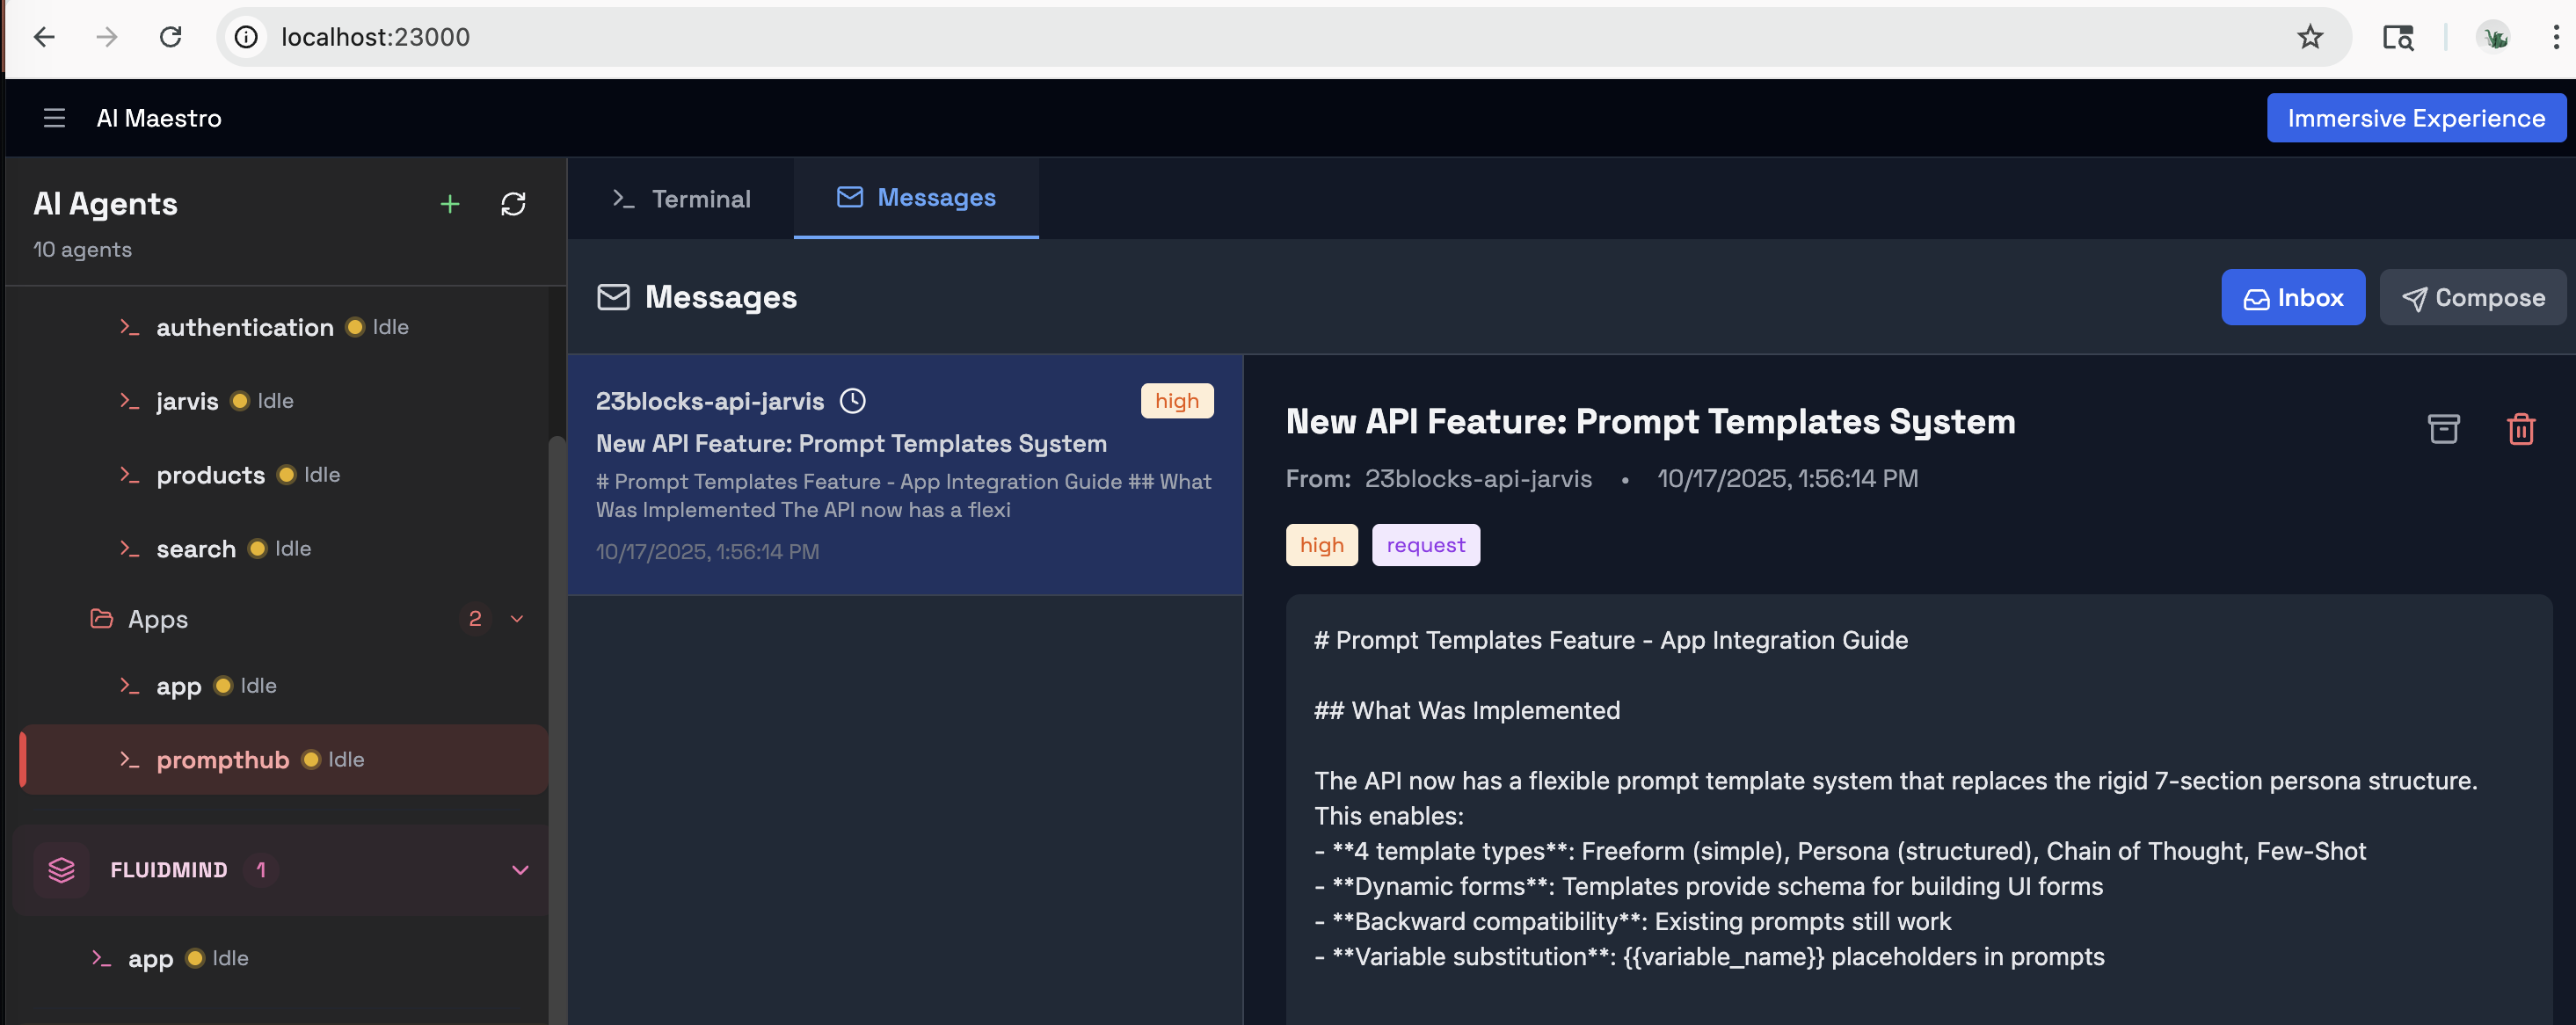 localhost:23000
AI Maestro
Immersive Experience
AI Agents
10 agents
authentication Idle
jarvis Idle
products Idle
search Idle
Apps 2
app Idle
prompthub Idle
FLUIDMIND 1
app Idle
Terminal
Messages
Messages
Inbox
Compose
23blocks-api-jarvis
high
New API Feature: Prompt Templates System
# Prompt Templates Feature - App Integration Guide ## What
Was Implemented The API now has a flexi
10/17/2025, 1:56:14 PM
New API Feature: Prompt Templates System
From: 23blocks-api-jarvis • 10/17/2025, 1:56:14 PM
high request
# Prompt Templates Feature - App Integration Guide
## What Was Implemented
The API now has a flexible prompt template system that replaces the rigid 7-section persona structure.
This enables:
- **4 template types**: Freeform (simple), Persona (structured), Chain of Thought, Few-Shot
- **Dynamic forms**: Templates provide schema for building UI forms
- **Backward compatibility**: Existing prompts still work
- **Variable substitution**: {{variable_name}} placeholders in prompts